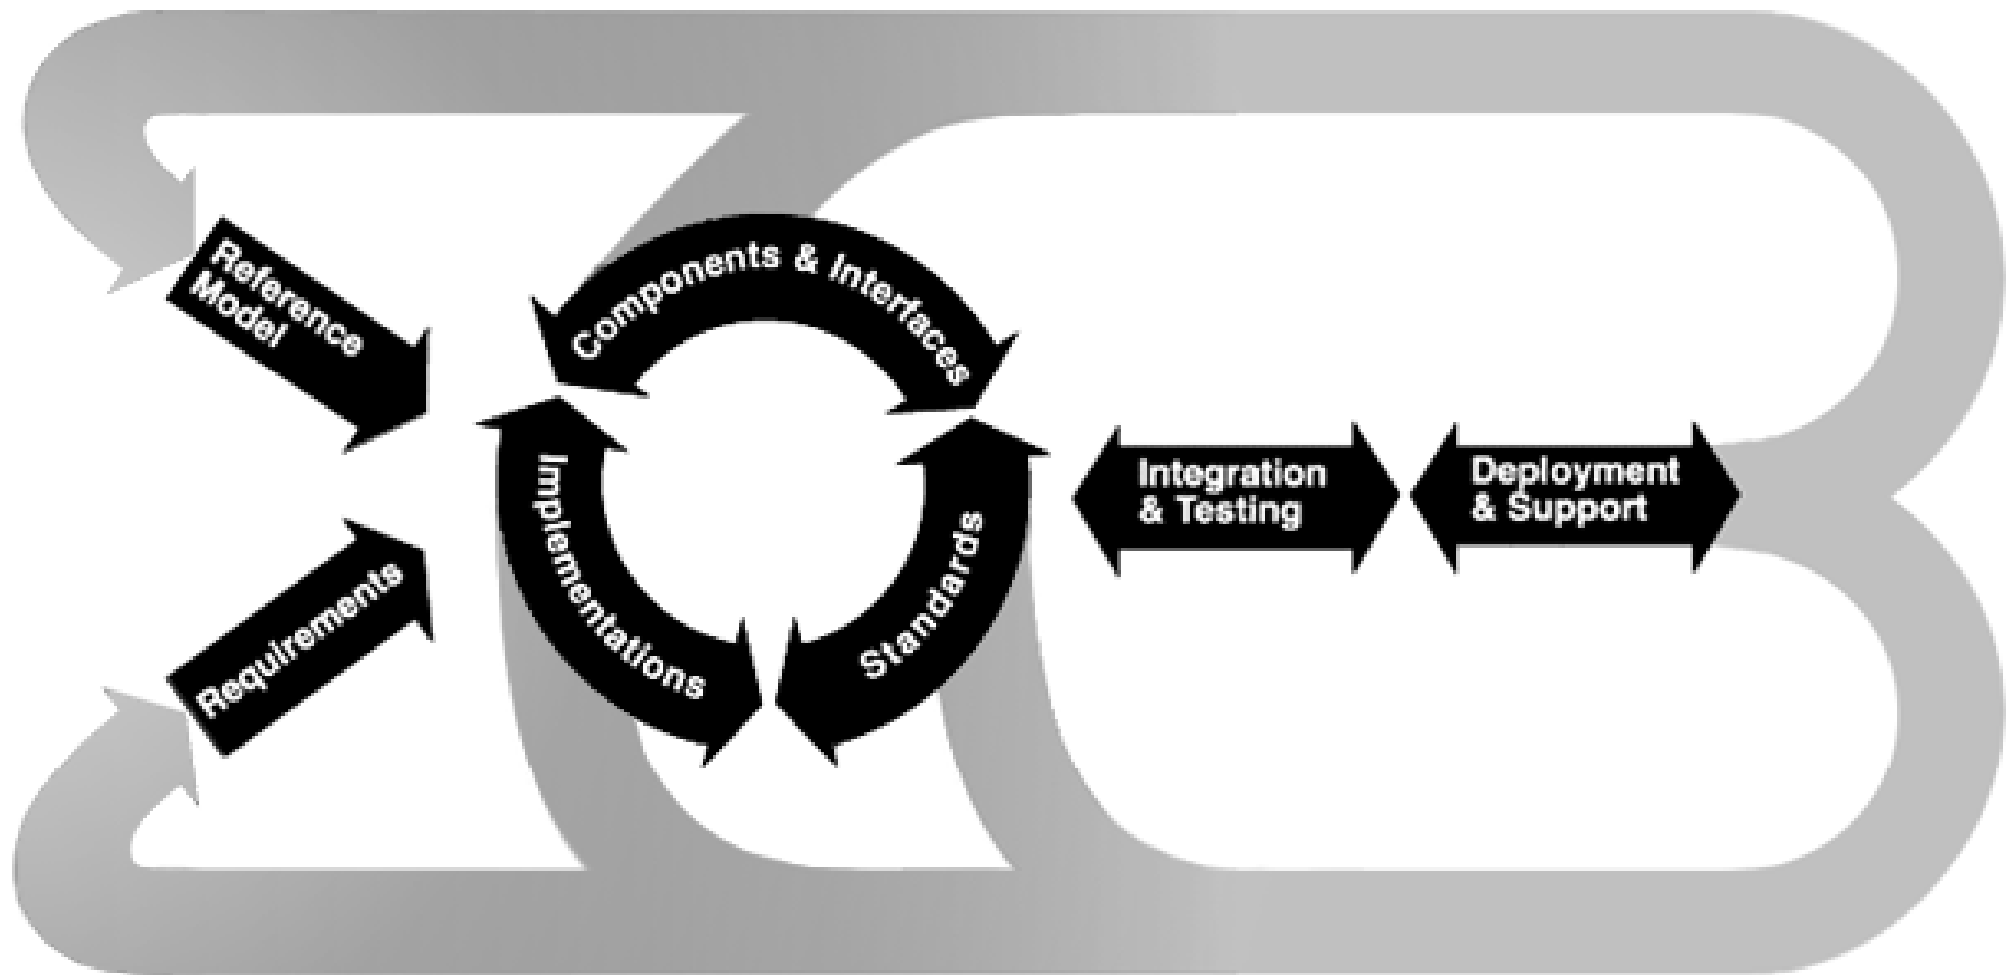 Reference
Model
Requirements
Components & Interfaces
Implementations
Standards
Integration
& Testing
Deployment
& Support